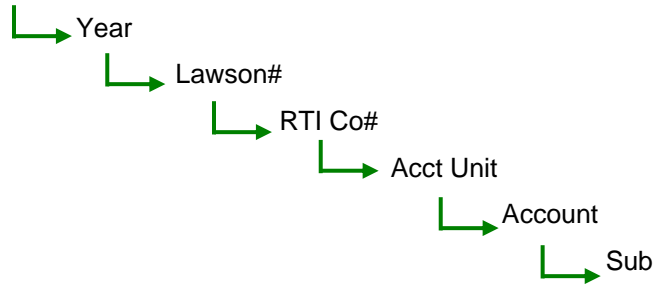 Year
Lawson#
RTI Co#
Acct Unit
Account
Sub